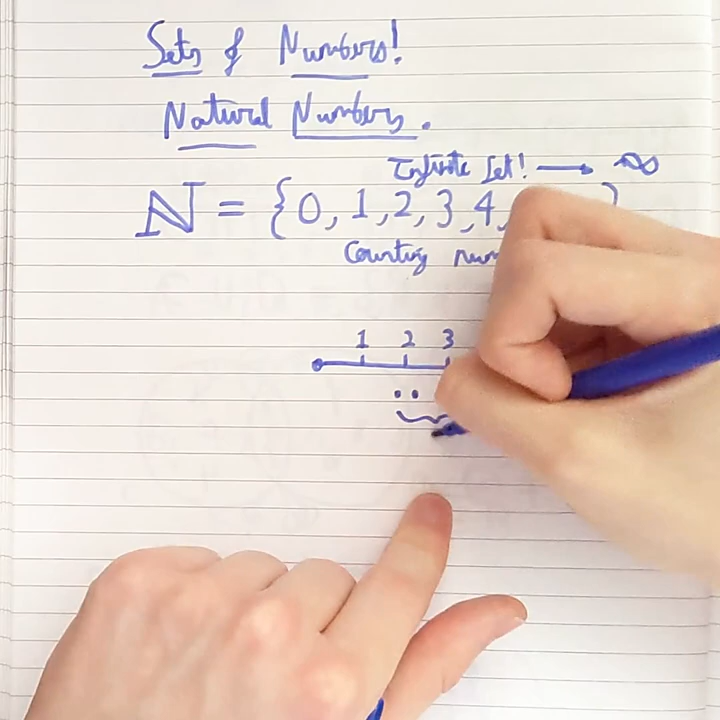 Sets of Numbers!
Natural Numbers.
Infinite Set! → ∞
ℕ = {0, 1, 2, 3, 4, }
Counting
1 2 3